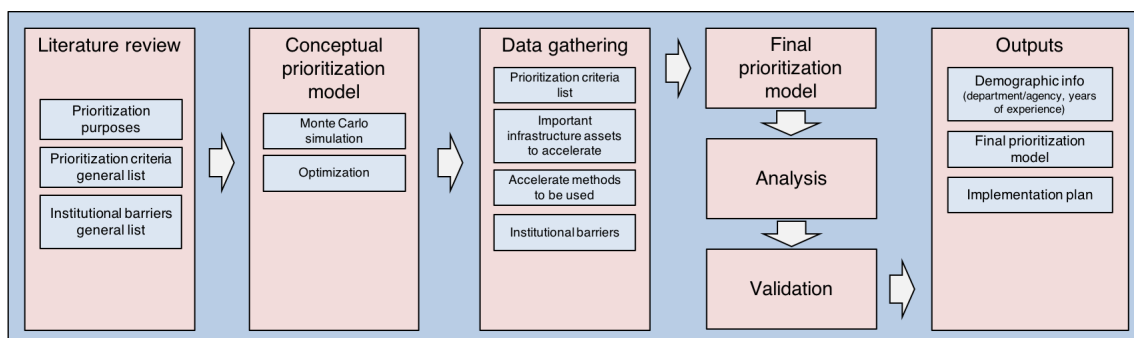 Literature review
Prioritization
purposes
Prioritization criteria
general list
Institutional barriers
general list
Conceptual
prioritization
model
Monte Carlo
simulation
Optimization
Data gathering
Prioritization criteria
list
Important
infrastructure assets
to accelerate
Accelerate methods
to be used
Institutional barriers
Final
prioritization
model
Analysis
Validation
Outputs
Demographic info
(department/agency, years
of experience)
Final prioritization
model
Implementation plan